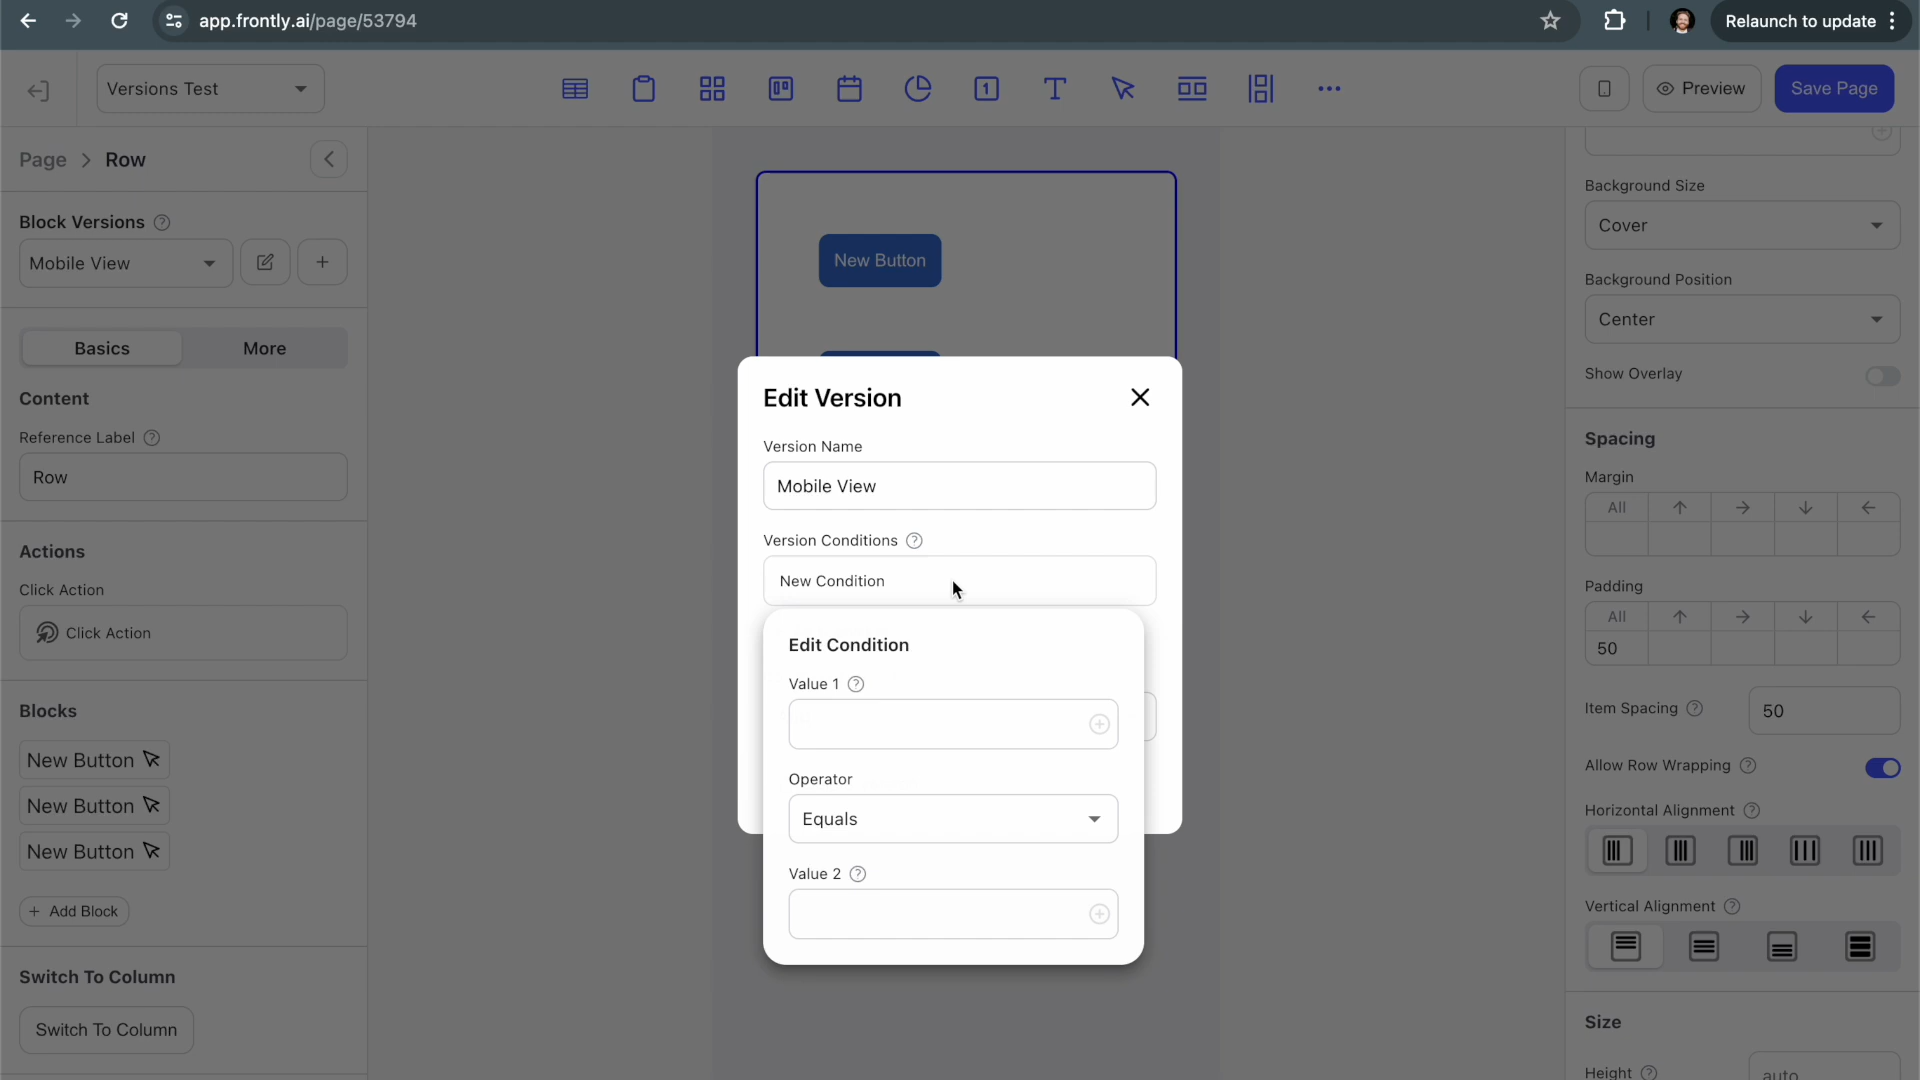 app.frontly.ai/page/53794
Relaunch to update
Versions Test
1
T
Preview
Save Page
Page > Row
Block Versions ?
Mobile View
Basics
More
Content
Reference Label ?
Row
Actions
Click Action
Click Action
Blocks
New Button
New Button
New Button
+ Add Block
Switch To Column
Switch To Column
New Button
Edit Version
Version Name
Mobile View
Version Conditions ?
New Condition
Edit Condition
Value 1 ?
Operator
Equals
Value 2 ?
Background Size
Cover
Background Position
Center
Show Overlay
Spacing
Margin
All
Padding
All
50
Item Spacing ?
50
Allow Row Wrapping ?
Horizontal Alignment ?
Vertical Alignment ?
Size
Height ?
auto